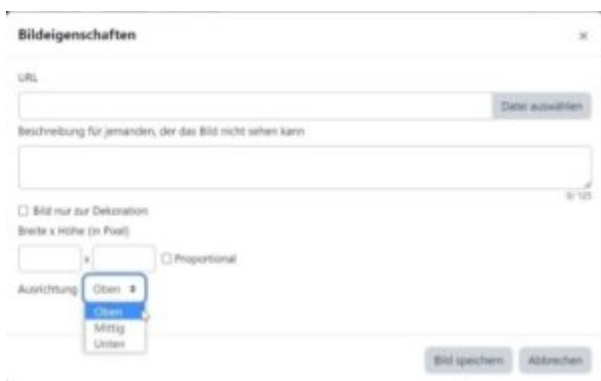 Bildeigenschaften ×
URL
Datei auswählen
Beschreibung für jemanden, der das Bild nicht sehen kann
0/125
Bild nur zur Dekoration
Breite x Höhe (in Pixel)
x Proportional
Ausrichtung Oben
Oben
Mittig
Unten
Bild speichern Abbrechen